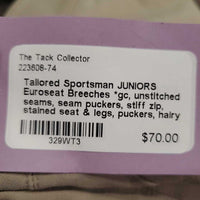 The Tack Collector
223608-74
Tailored Sportsman JUNIORS
Euroseat Breeches *gc, unstitched
seams, seam puckers, stiff zip,
stained seat & legs, puckers, hairy
329WT3
$70.00